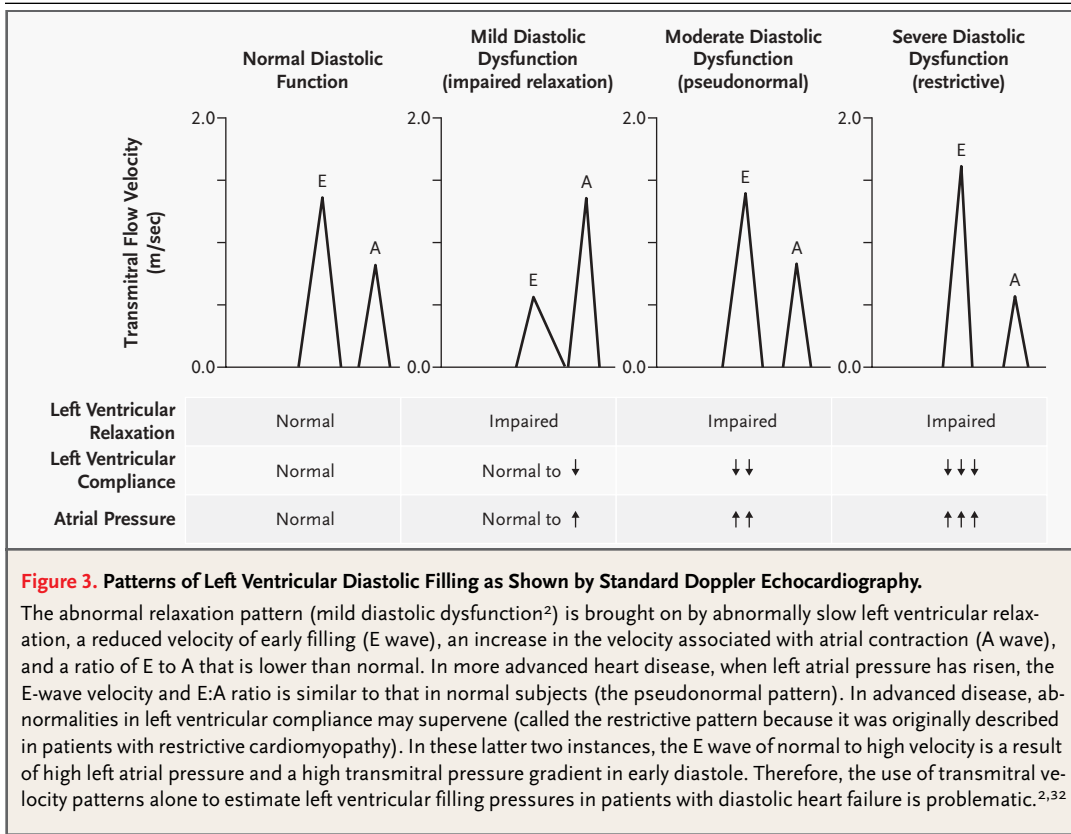 Normal Diastolic
Function
Mild Diastolic
Dysfunction
(impaired relaxation)
Moderate Diastolic
Dysfunction
(pseudonormal)
Severe Diastolic
Dysfunction
(restrictive)
Transmitral Flow Velocity
(m/sec)
2.0
0.0
E
A
2.0
0.0
E
A
2.0
0.0
E
A
2.0
0.0
E
A
Left Ventricular
Relaxation
Normal
Impaired
Impaired
Impaired
Left Ventricular
Compliance
Normal
Normal to ↓
↓↓
↓↓↓
Atrial Pressure
Normal
Normal to ↑
↑↑
↑↑↑
Figure 3. Patterns of Left Ventricular Diastolic Filling as Shown by Standard Doppler Echocardiography.
The abnormal relaxation pattern (mild diastolic dysfunction²) is brought on by abnormally slow left ventricular relax-
ation, a reduced velocity of early filling (E wave), an increase in the velocity associated with atrial contraction (A wave),
and a ratio of E to A that is lower than normal. In more advanced heart disease, when left atrial pressure has risen, the
E-wave velocity and E:A ratio is similar to that in normal subjects (the pseudonormal pattern). In advanced disease, ab-
normalities in left ventricular compliance may supervene (called the restrictive pattern because it was originally described
in patients with restrictive cardiomyopathy). In these latter two instances, the E wave of normal to high velocity is a result
of high left atrial pressure and a high transmitral pressure gradient in early diastole. Therefore, the use of transmitral ve-
locity patterns alone to estimate left ventricular filling pressures in patients with diastolic heart failure is problematic.²,³²